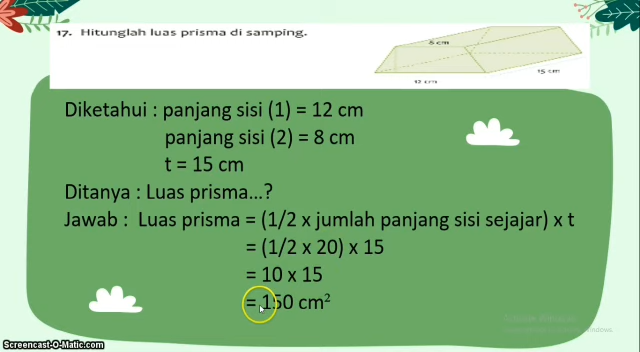 17. Hitunglah luas prisma di samping.
8 cm
15 cm
12 cm
Diketahui : panjang sisi (1) = 12 cm
panjang sisi (2) = 8 cm
t = 15 cm
Ditanya : Luas prisma...?
Jawab : Luas prisma = (1/2 x jumlah panjang sisi sejajar) x t
= (1/2 x 20) x 15
= 10 x 15
= 150 cm²
Screencast-O-Matic.com